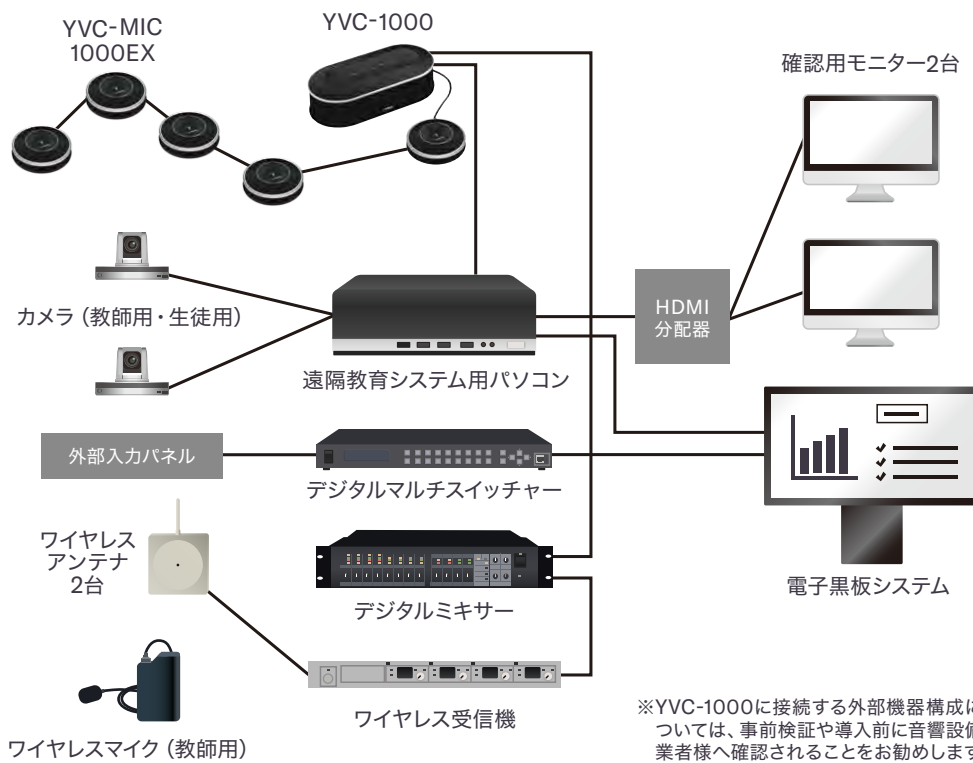 YVC-MIC
1000EX
YVC-1000
確認用モニター2台
カメラ（教師用・生徒用）
HDMI
分配器
遠隔教育システム用パソコン
外部入力パネル
デジタルマルチスイッチャー
ワイヤレス
アンテナ
2台
デジタルミキサー
電子黒板システム
ワイヤレス受信機
ワイヤレスマイク（教師用）
※YVC-1000に接続する外部機器構成に
ついては、事前検証や導入前に音響設備
業者様へ確認されることをお勧めします